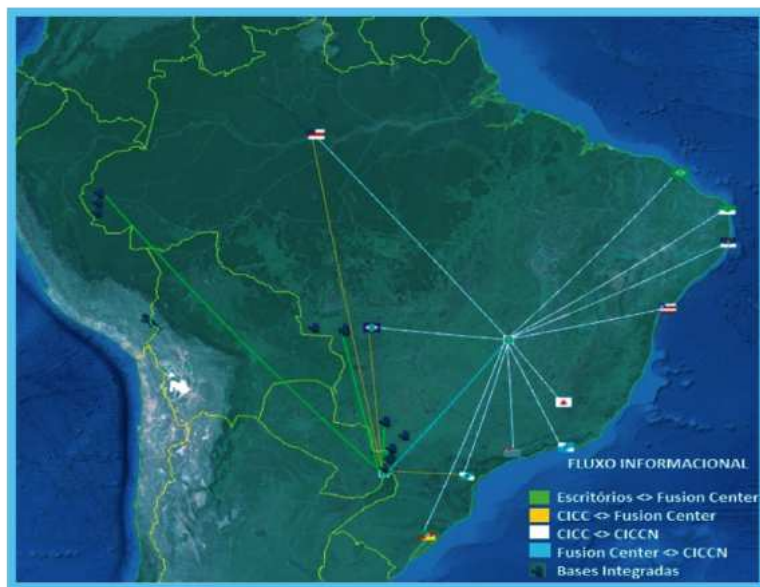 FLUXO INFORMACIONAL
Escritórios <> Fusion Center
CICC <> Fusion Center
CICC <> CICCN
Fusion Center <> CICCN
Bases Integradas